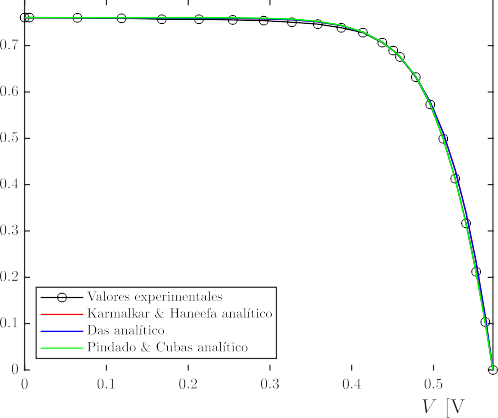 0.7
0.6
0.5
0.4
0.3
0.2
0.1
0
Valores experimentales
Karmalkar & Haneefa analítico
Das analítico
Pindado & Cubas analítico
0 0.1 0.2 0.3 0.4 0.5
V [V